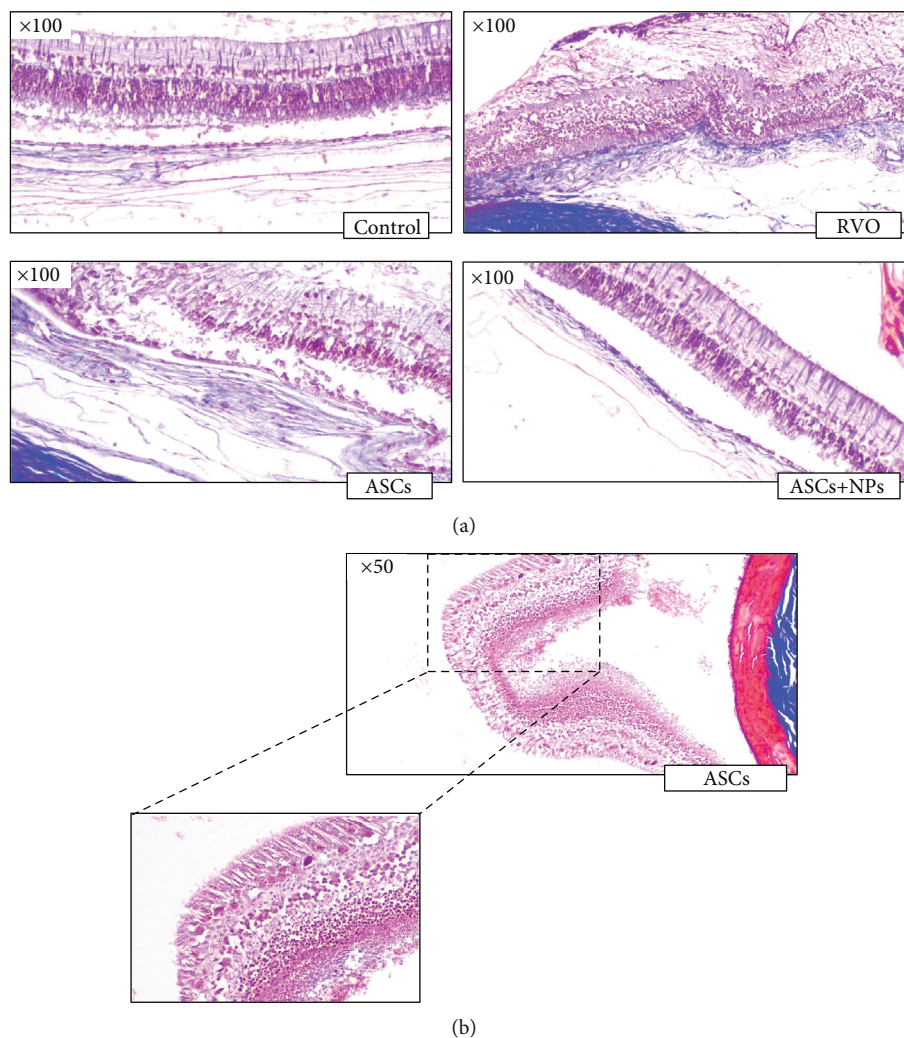 ×100
Control
×100
RVO
×100
ASCs
×100
ASCs+NPs
(a)
×50
ASCs
(b)